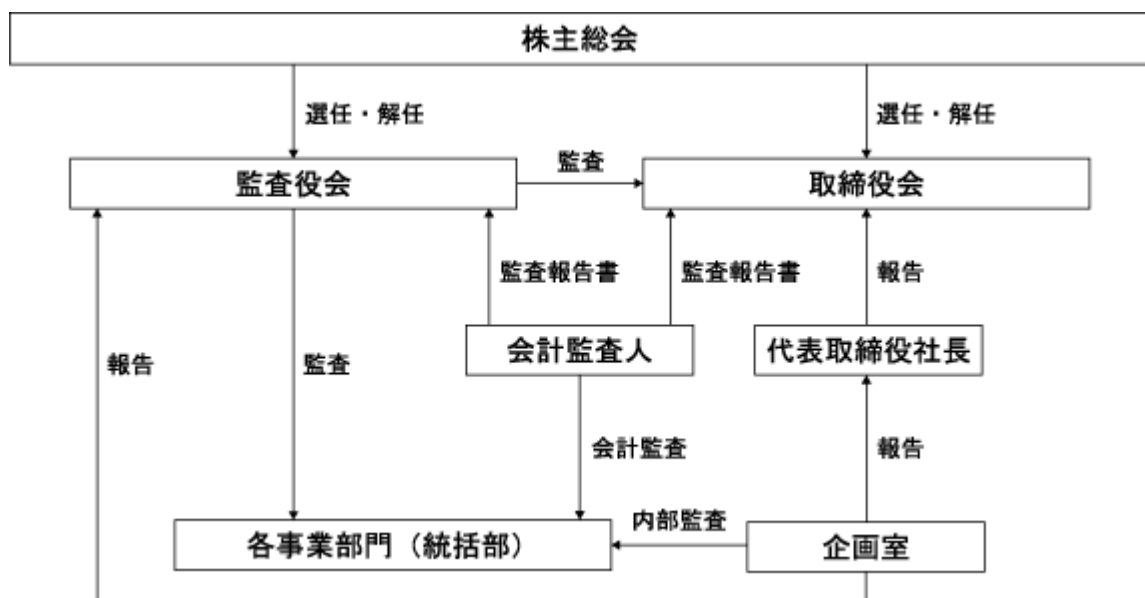 株主総会
選任・解任
選任・解任
監査役会
監査
取締役会
監査報告書
監査報告書
報告
会計監査人
代表取締役社長
報告
監査
会計監査
報告
内部監査
各事業部門（統括部）
企画室